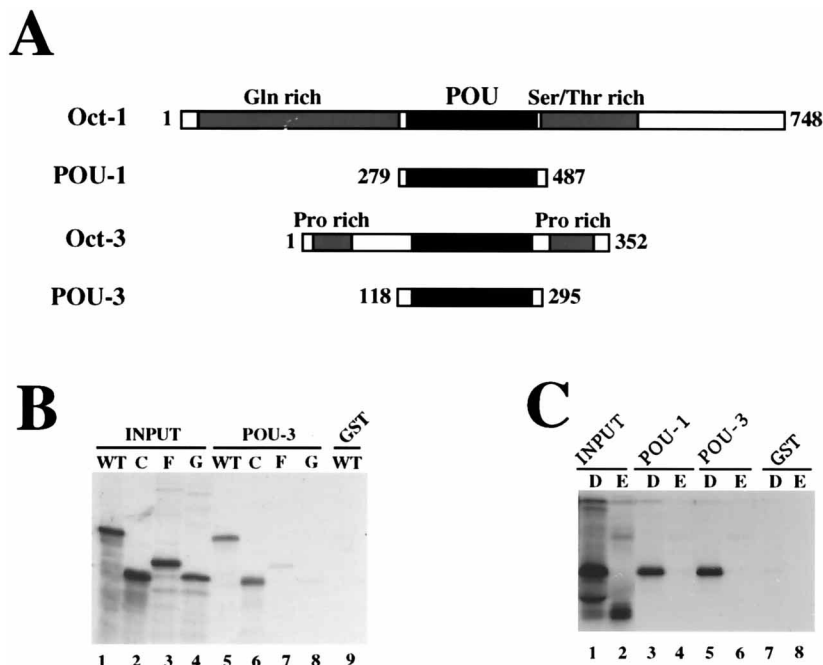 A
Gln rich POU Ser/Thr rich
Oct-1 1 748
POU-1 279 487
Pro rich Pro rich
Oct-3 1 352
POU-3 118 295
B
INPUT POU-3 GST
WT C F G WT C F G WT
1 2 3 4 5 6 7 8 9
C
INPUT POU-1 POU-3 GST
D E D E D E D E
1 2 3 4 5 6 7 8